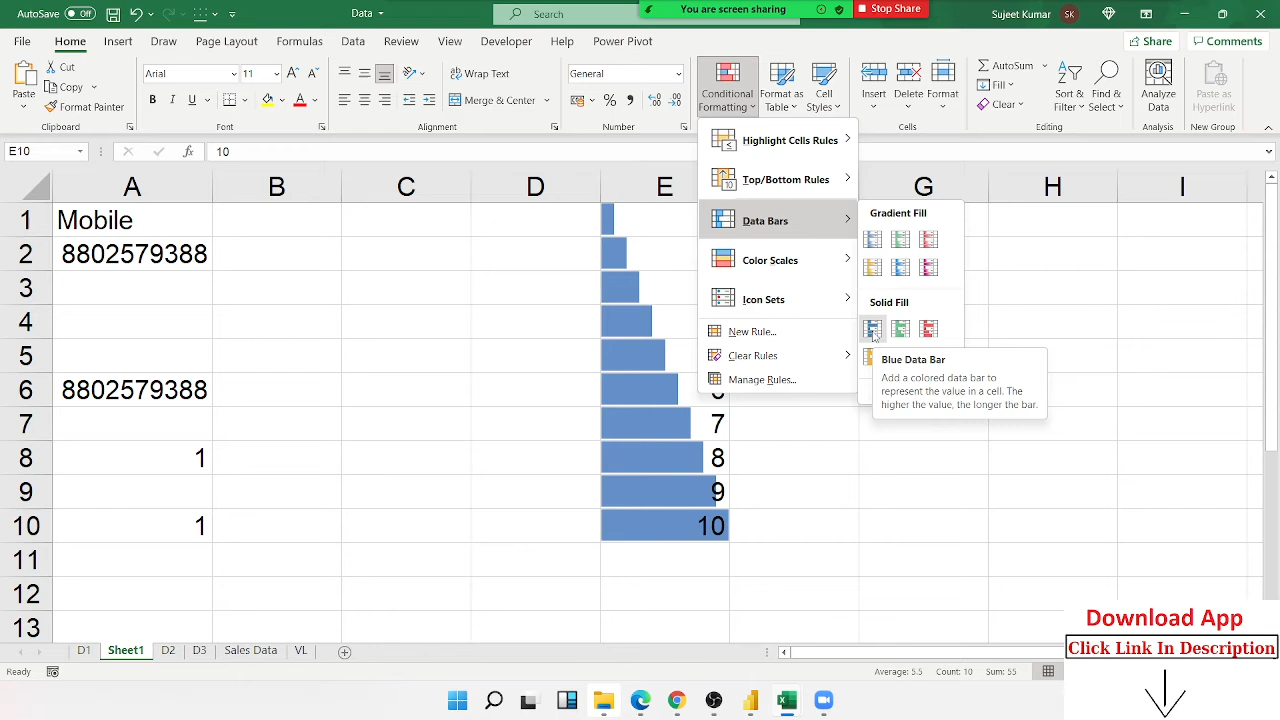 AutoSave Off
Data
Search
You are screen sharing
Stop Share
Sujeet Kumar
SK
File Home Insert Draw Page Layout Formulas Data Review View Developer Help Power Pivot
Share
Comments
Paste
Cut
Copy
Format Painter
Clipboard
Arial
11
B I U
Font
Wrap Text
Merge & Center
Alignment
General
Number
Conditional Formatting
Format as Table
Cell Styles
Insert
Delete
Format
Cells
AutoSum
Fill
Clear
Sort & Filter
Find & Select
Editing
Analyze Data
Analysis
Paste as Hyperlink
New Group
E10
fx
10
Highlight Cells Rules
Top/Bottom Rules
Data Bars
Color Scales
Icon Sets
New Rule...
Clear Rules
Manage Rules...
Gradient Fill
Solid Fill
Blue Data Bar
Add a colored data bar to
represent the value in a cell. The
higher the value, the longer the bar.
A B C D E G H I
1 Mobile
2 8802579388
3
4
5
6 8802579388
7 7
8 1 8
9 9
10 1 10
11
12
13
Download App
Click Link In Description
D1 Sheet1 D2 D3 Sales Data VL
Ready
Average: 5.5 Count: 10 Sum: 55